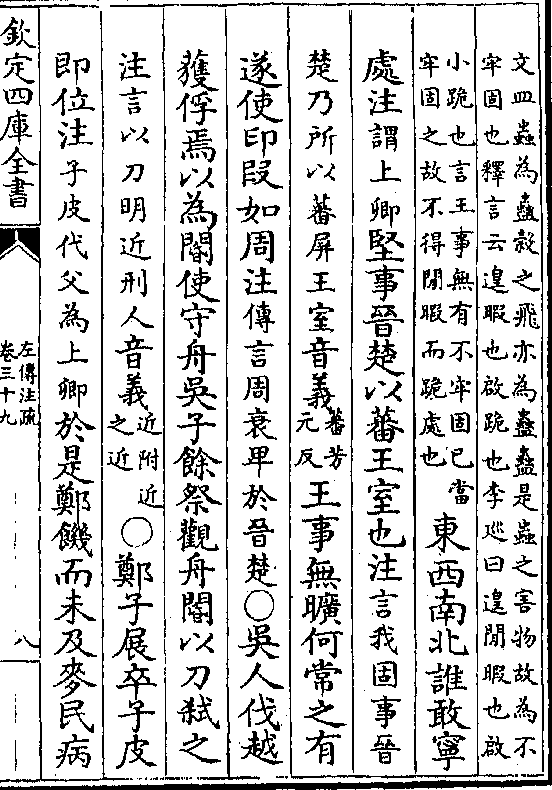 文皿蟲為蠱榖之飛亦為蠱蠱是蟲之害物故為不
牢固也釋言云遑暇也啟跪也李廵曰遑閒暇也啟
小跪也言王事無有不牢固已當
牢固之故不得閒暇而跪處也
東西南北誰敢寧
處注謂上卿堅事晉楚以蕃王室也注言我固事晉
楚乃所以蕃屏王室音義
蕃芳
元反
王事無曠何常之有
遂使印段如周注傳言周衰卑於晉楚○吳人伐越
獲俘焉以為閽使守舟吳子餘祭觀舟閽以刀弑之
注言以刀明近刑人音義
近附近
之近
○鄭子展卒子皮
即位注子皮代父為上卿於是鄭饑而未及麥民病
欽定四庫全書
左傳注疏
卷三十九
八